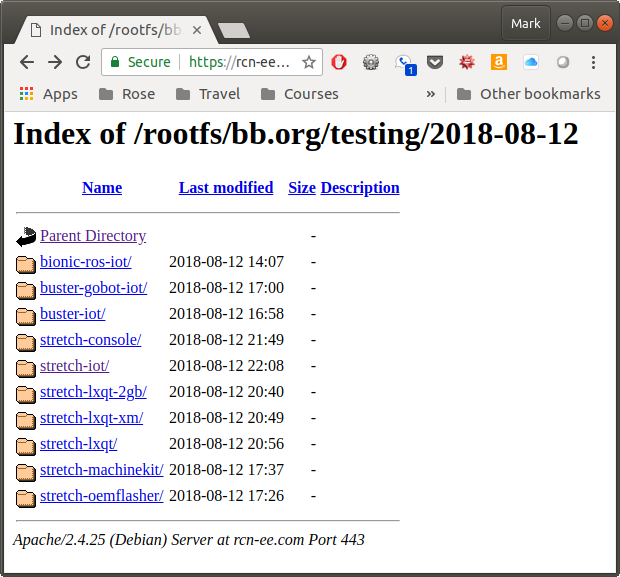 Mark
Index of /rootfs/bb
Secure https://rcn-ee...
1
Apps Rose Travel Courses » Other bookmarks
Index of /rootfs/bb.org/testing/2018-08-12
Name Last modified Size Description
Parent Directory -
bionic-ros-iot/ 2018-08-12 14:07 -
buster-gobot-iot/ 2018-08-12 17:00 -
buster-iot/ 2018-08-12 16:58 -
stretch-console/ 2018-08-12 21:49 -
stretch-iot/ 2018-08-12 22:08 -
stretch-lxqt-2gb/ 2018-08-12 20:40 -
stretch-lxqt-xm/ 2018-08-12 20:49 -
stretch-lxqt/ 2018-08-12 20:56 -
stretch-machinekit/ 2018-08-12 17:37 -
stretch-oemflasher/ 2018-08-12 17:26 -
Apache/2.4.25 (Debian) Server at rcn-ee.com Port 443